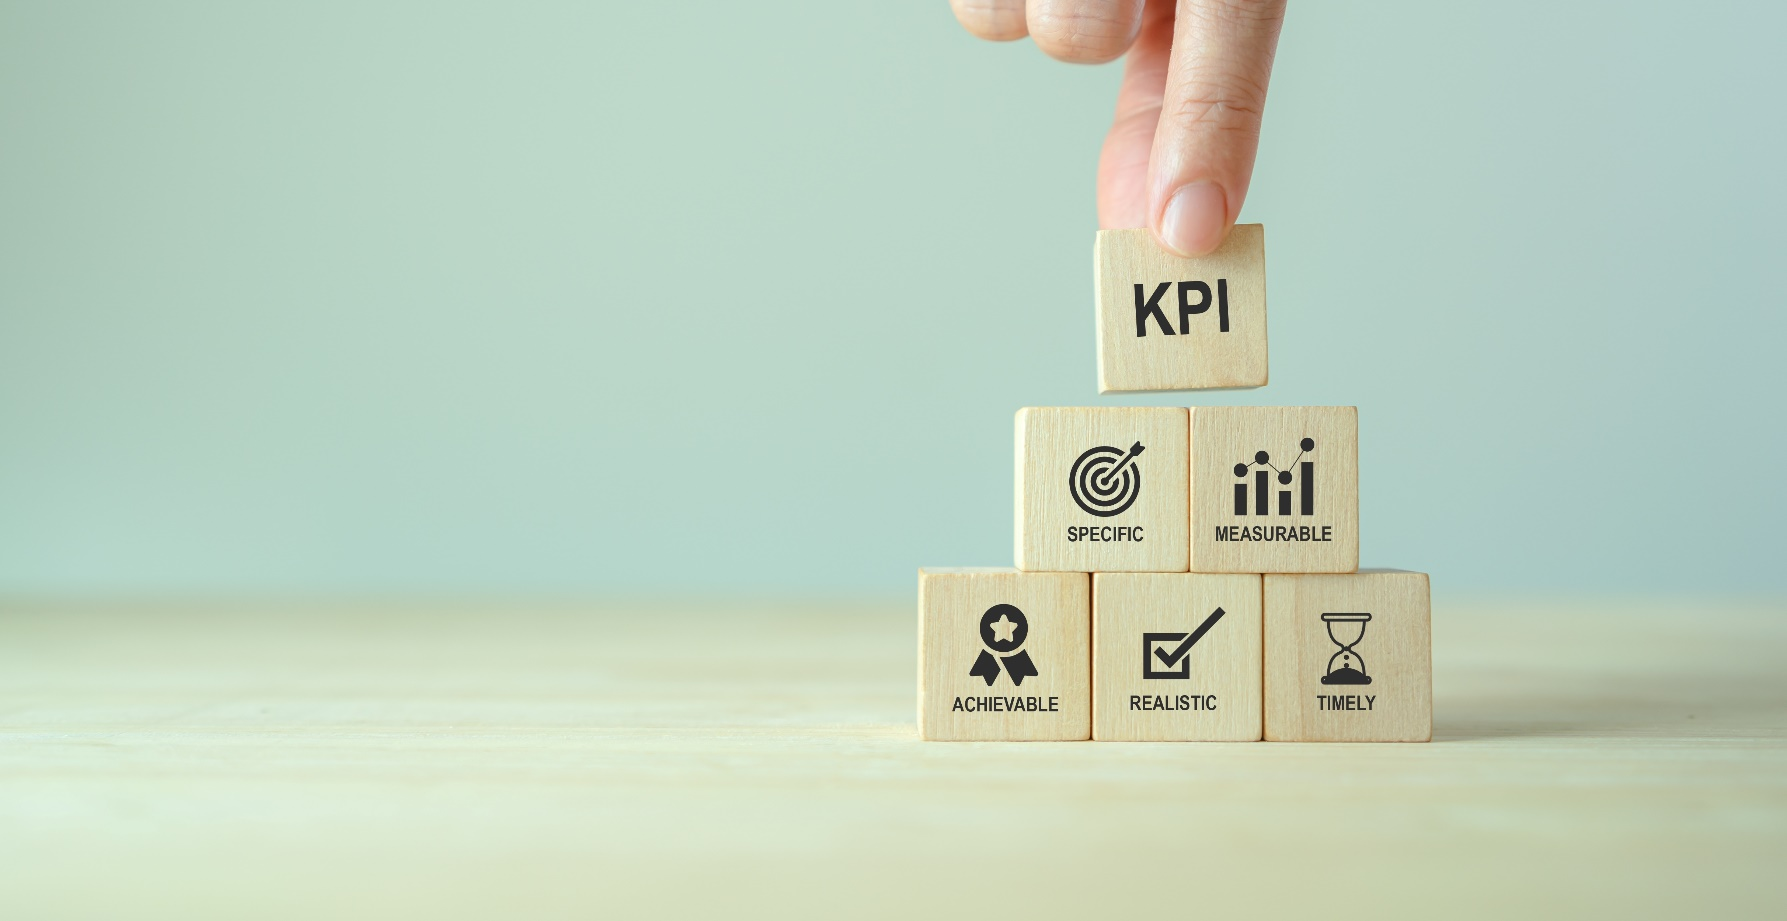 KPI
SPECIFIC
MEASURABLE
ACHIEVABLE
REALISTIC
TIMELY